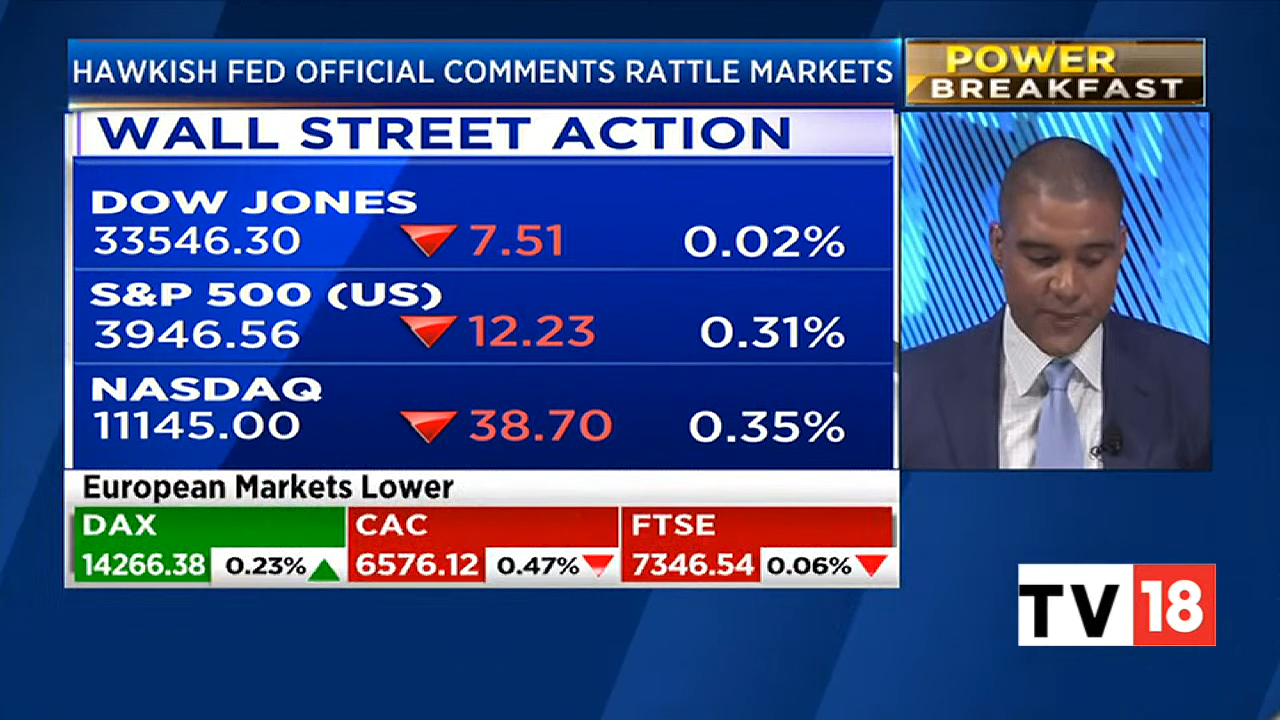 HAWKISH FED OFFICIAL COMMENTS RATTLE MARKETS
POWER
BREAKFAST
WALL STREET ACTION
DOW JONES
33546.30 7.51 0.02%
S&P 500 (US)
3946.56 12.23 0.31%
NASDAQ
11145.00 38.70 0.35%
European Markets Lower
DAX
14266.38 0.23%
CAC
6576.12 0.47%
FTSE
7346.54 0.06%
TV 18